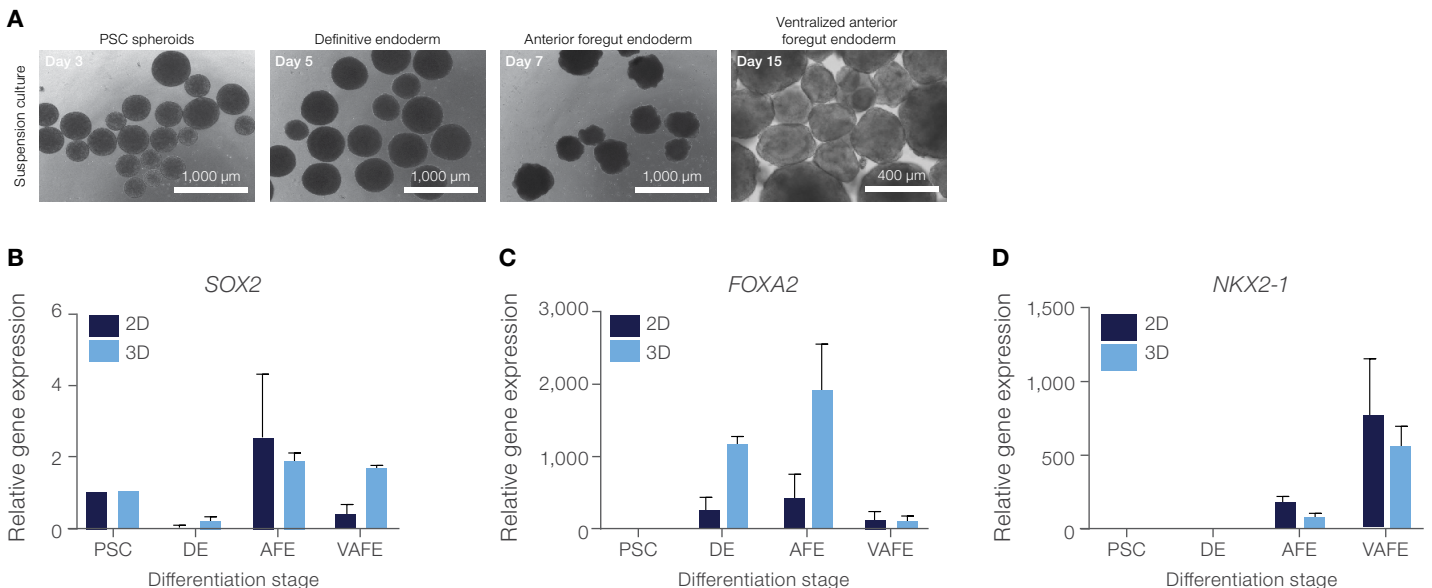 A
PSC spheroids
Definitive endoderm
Anterior foregut endoderm
Ventralized anterior
foregut endoderm
Suspension culture
Day 3
1,000 µm
Day 5
1,000 µm
Day 7
1,000 µm
Day 15
400 µm
B
SOX2
Relative gene expression
6
4
2
0
2D
3D
PSC
DE
AFE
VAFE
Differentiation stage
C
FOXA2
Relative gene expression
3,000
2,000
1,000
0
2D
3D
PSC
DE
AFE
VAFE
Differentiation stage
D
NKX2-1
Relative gene expression
1,500
1,000
500
0
2D
3D
PSC
DE
AFE
VAFE
Differentiation stage